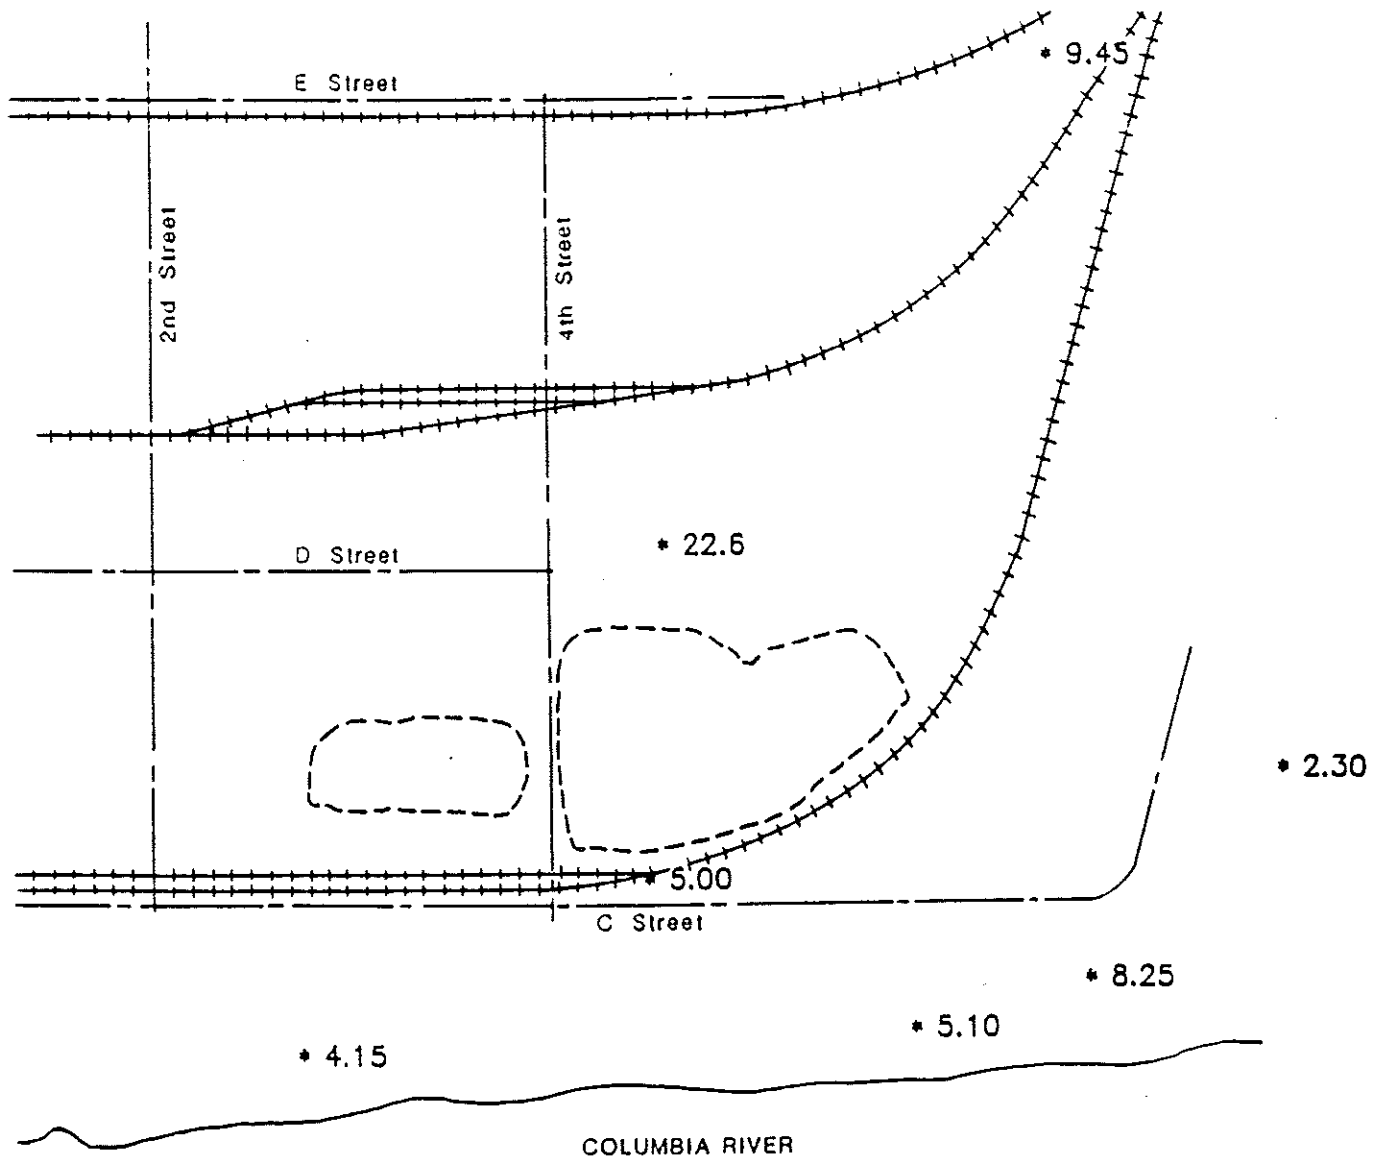 * 9.45
E Street
2nd Street
4th Street
* 22.6
D Street
* 2.30
* 5.00
C Street
* 8.25
* 5.10
* 4.15
COLUMBIA RIVER